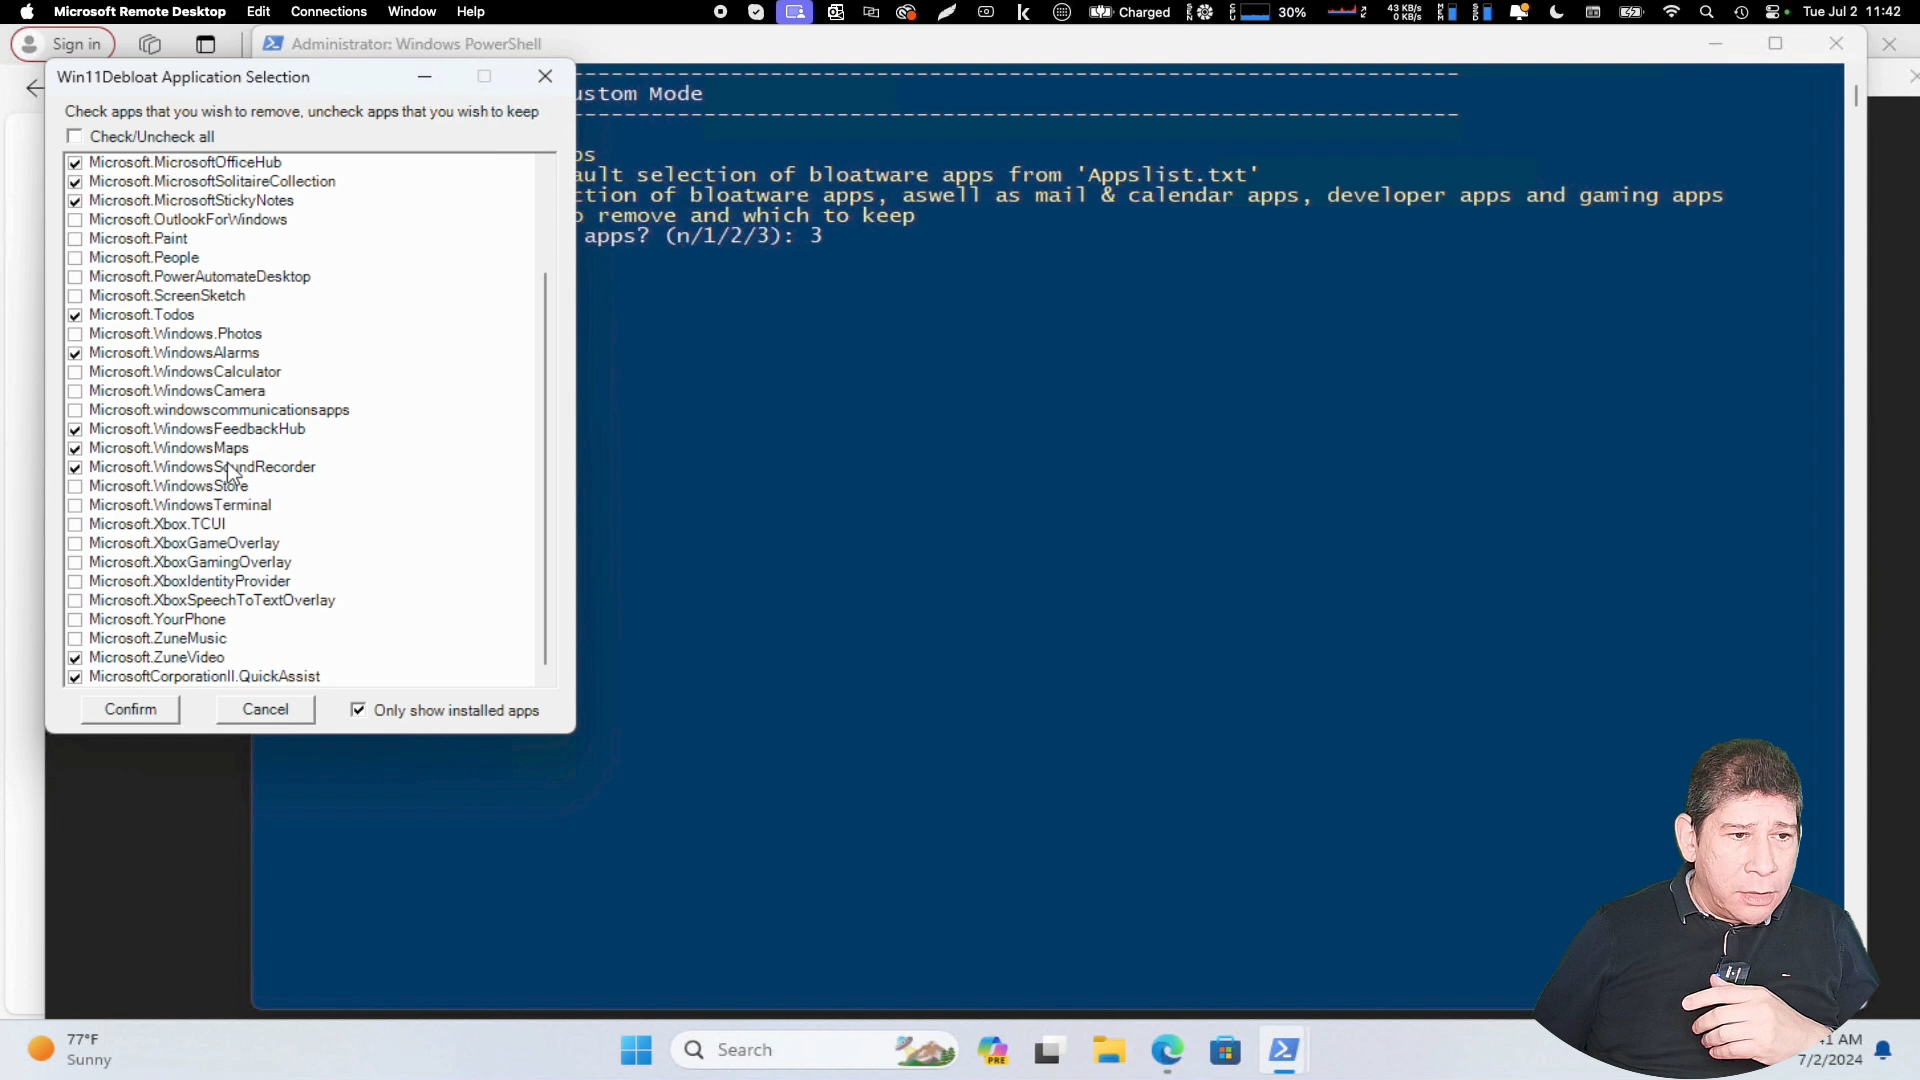 Microsoft Remote Desktop Edit Connections Window Help
Charged
30%
43 KB/s
0 KB/s
Tue Jul 2 11:42
Sign in
Administrator: Windows PowerShell
Win11Debloat Application Selection
Check apps that you wish to remove, uncheck apps that you wish to keep
Check/Uncheck all
Microsoft.MicrosoftOfficeHub
Microsoft.MicrosoftSolitaireCollection
Microsoft.MicrosoftStickyNotes
Microsoft.OutlookForWindows
Microsoft.Paint
Microsoft.People
Microsoft.PowerAutomateDesktop
Microsoft.ScreenSketch
Microsoft.Todos
Microsoft.Windows.Photos
Microsoft.WindowsAlarms
Microsoft.WindowsCalculator
Microsoft.WindowsCamera
Microsoft.windowscommunicationsapps
Microsoft.WindowsFeedbackHub
Microsoft.WindowsMaps
Microsoft.WindowsSoundRecorder
Microsoft.WindowsStore
Microsoft.WindowsTerminal
Microsoft.Xbox.TCUI
Microsoft.XboxGameOverlay
Microsoft.XboxGamingOverlay
Microsoft.XboxIdentityProvider
Microsoft.XboxSpeechToTextOverlay
Microsoft.YourPhone
Microsoft.ZuneMusic
Microsoft.ZuneVideo
MicrosoftCorporationII.QuickAssist
Confirm
Cancel
Only show installed apps
ustom Mode
ps
ault selection of bloatware apps from 'Appslist.txt'
ction of bloatware apps, aswell as mail & calendar apps, developer apps and gaming apps
o remove and which to keep
apps? (n/1/2/3): 3
77°F
Sunny
Search
PRE
41 AM
7/2/2024